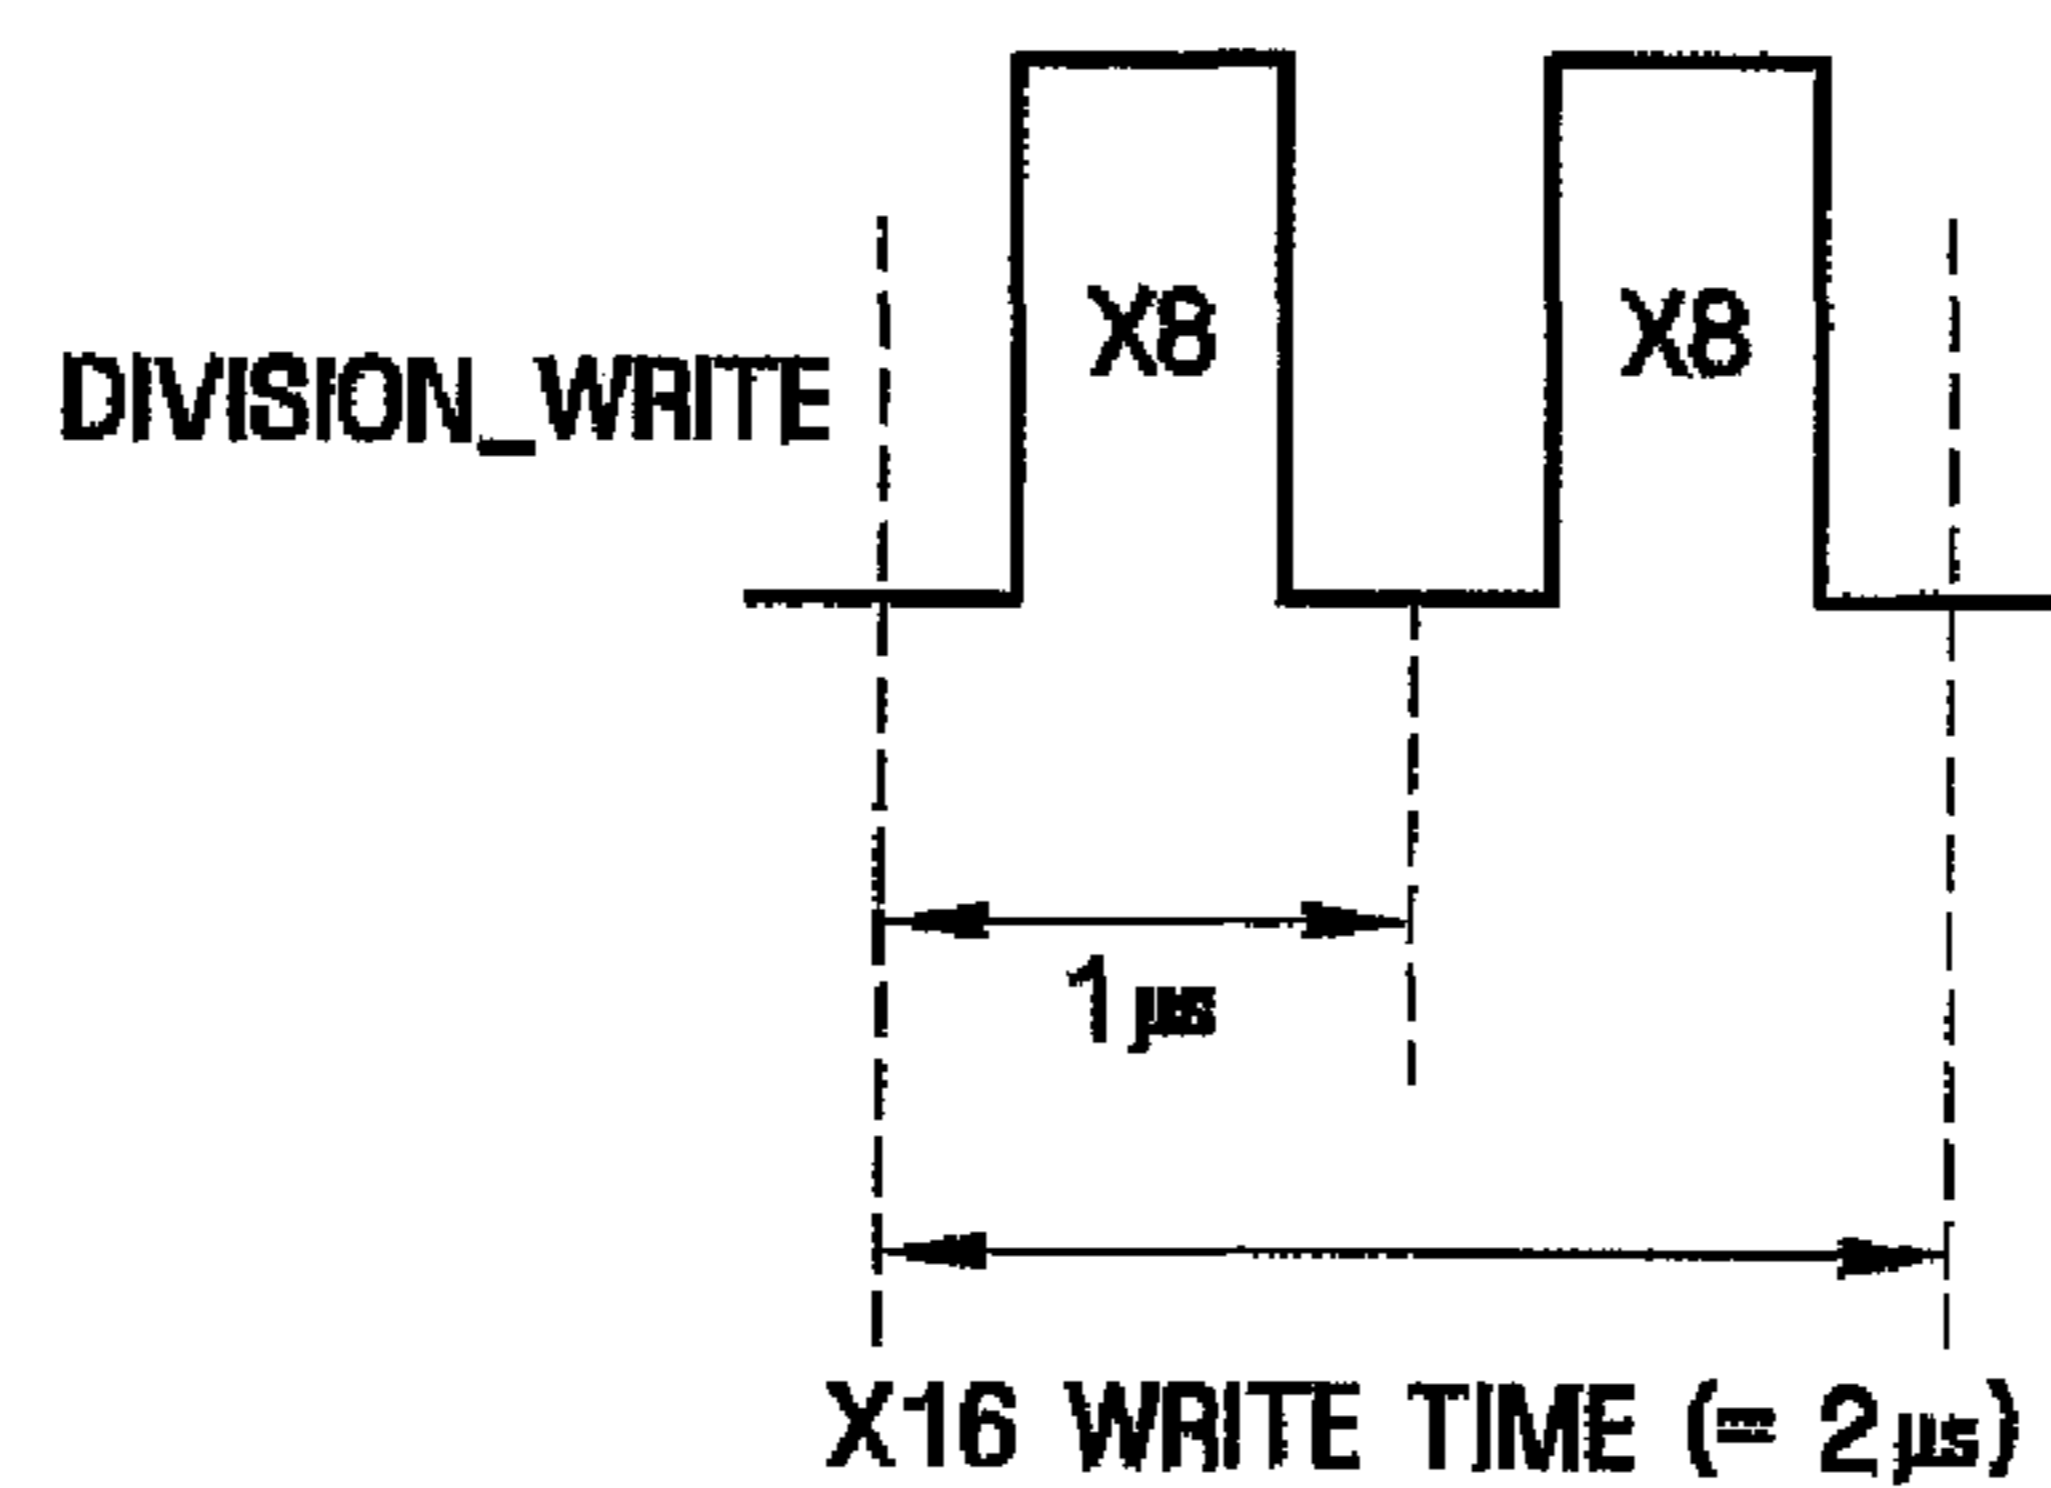 X8 X8
DIVISION_WRITE
1 µs
X16 WRITE TIME (= 2 µs)